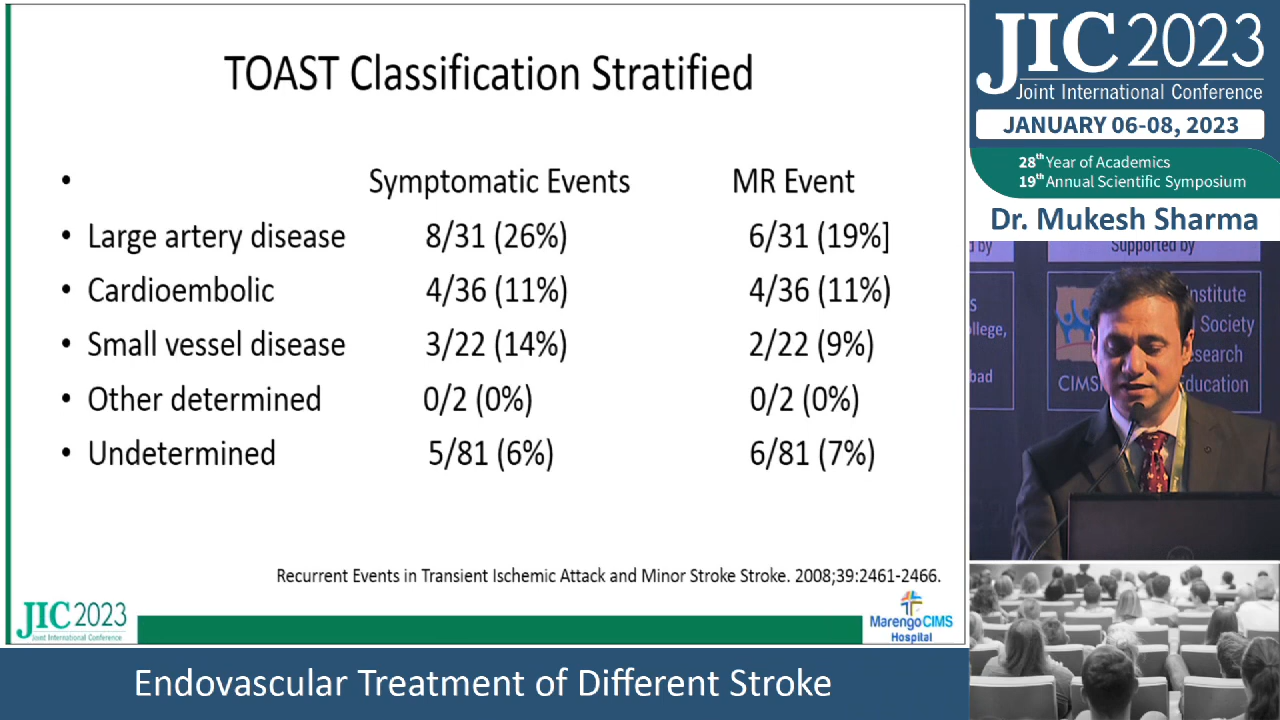 TOAST Classification Stratified
• Symptomatic Events MR Event
• Large artery disease 8/31 (26%) 6/31 (19%]
• Cardioembolic 4/36 (11%) 4/36 (11%)
• Small vessel disease 3/22 (14%) 2/22 (9%)
• Other determined 0/2 (0%) 0/2 (0%)
• Undetermined 5/81 (6%) 6/81 (7%)
Recurrent Events in Transient Ischemic Attack and Minor Stroke Stroke. 2008;39:2461-2466.
JIC 2023
Joint International Conference
Marengo CIMS
Hospital
Endovascular Treatment of Different Stroke
JIC 2023
Joint International Conference
JANUARY 06-08, 2023
28th Year of Academics
19th Annual Scientific Symposium
Dr. Mukesh Sharma
d by
Supported by
Institute
Society
llege,
esearch
bad
CIMS
ducation